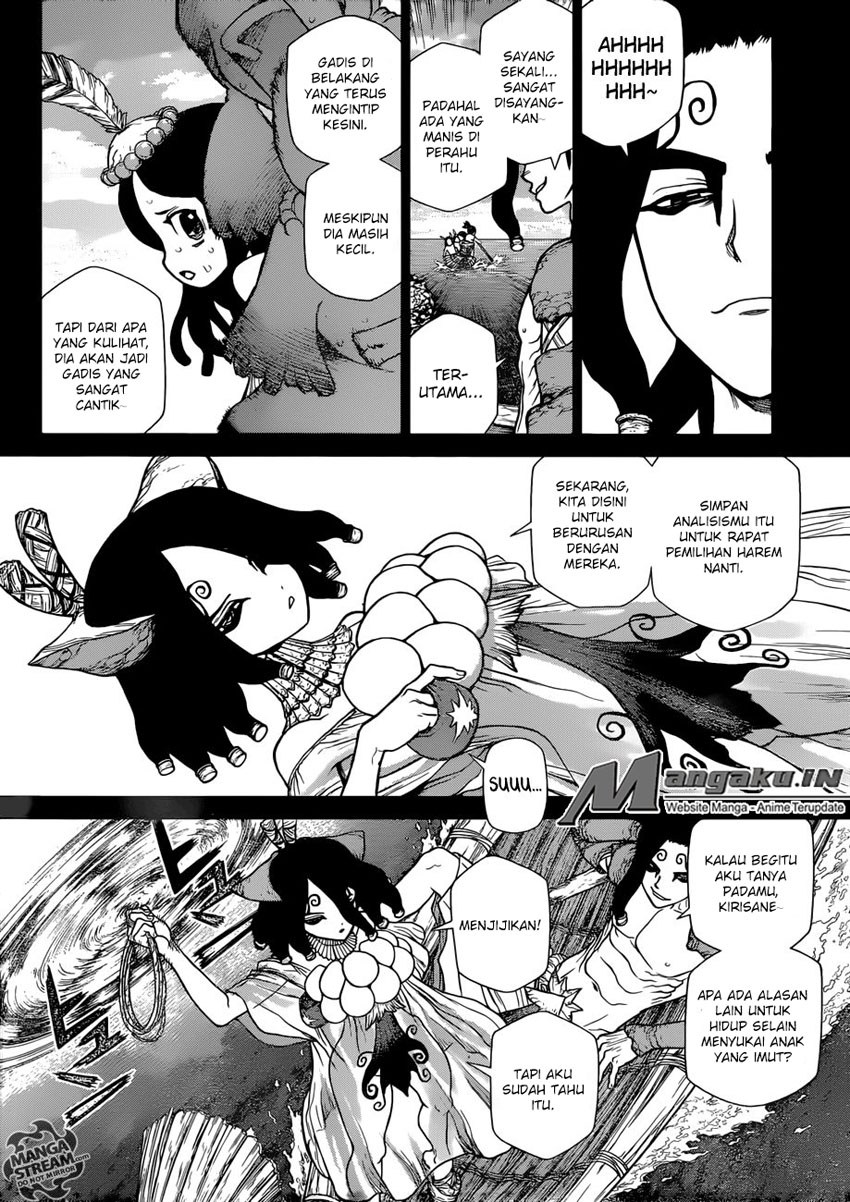 AHHHH
HHHHHH
HHH~
SAYANG
SEKALI...
SANGAT
DISAYANG-
KAN~
PADAHAL
ADA YANG
MANIS DI
PERAHU
ITU.
TER-
UTAMA...
GADIS DI
BELAKANG
YANG TERUS
MENGINTIP
KESINI.
MESKIPUN
DIA MASIH
KECIL.
TAPI DARI APA
YANG KULIHAT,
DIA AKAN JADI
GADIS YANG
SANGAT
CANTIK~
SIMPAN
ANALISISMU ITU
UNTUK RAPAT
PEMILIHAN HAREM
NANTI.
SEKARANG,
KITA DISINI
UNTUK
BERURUSAN
DENGAN
MEREKA.
SUUU...
Mangaku.in
Website Manga - Anime Terupdate
KALAU BEGITU
AKU TANYA
PADAMU,
KIRISANE~
APA ADA ALASAN
LAIN UNTUK
HIDUP SELAIN
MENYUKAI ANAK
YANG IMUT?
MENJIJIKAN!
TAPI AKU
SUDAH TAHU
ITU.
MANGA
STREAM.COM
DO NOT MIRROR!